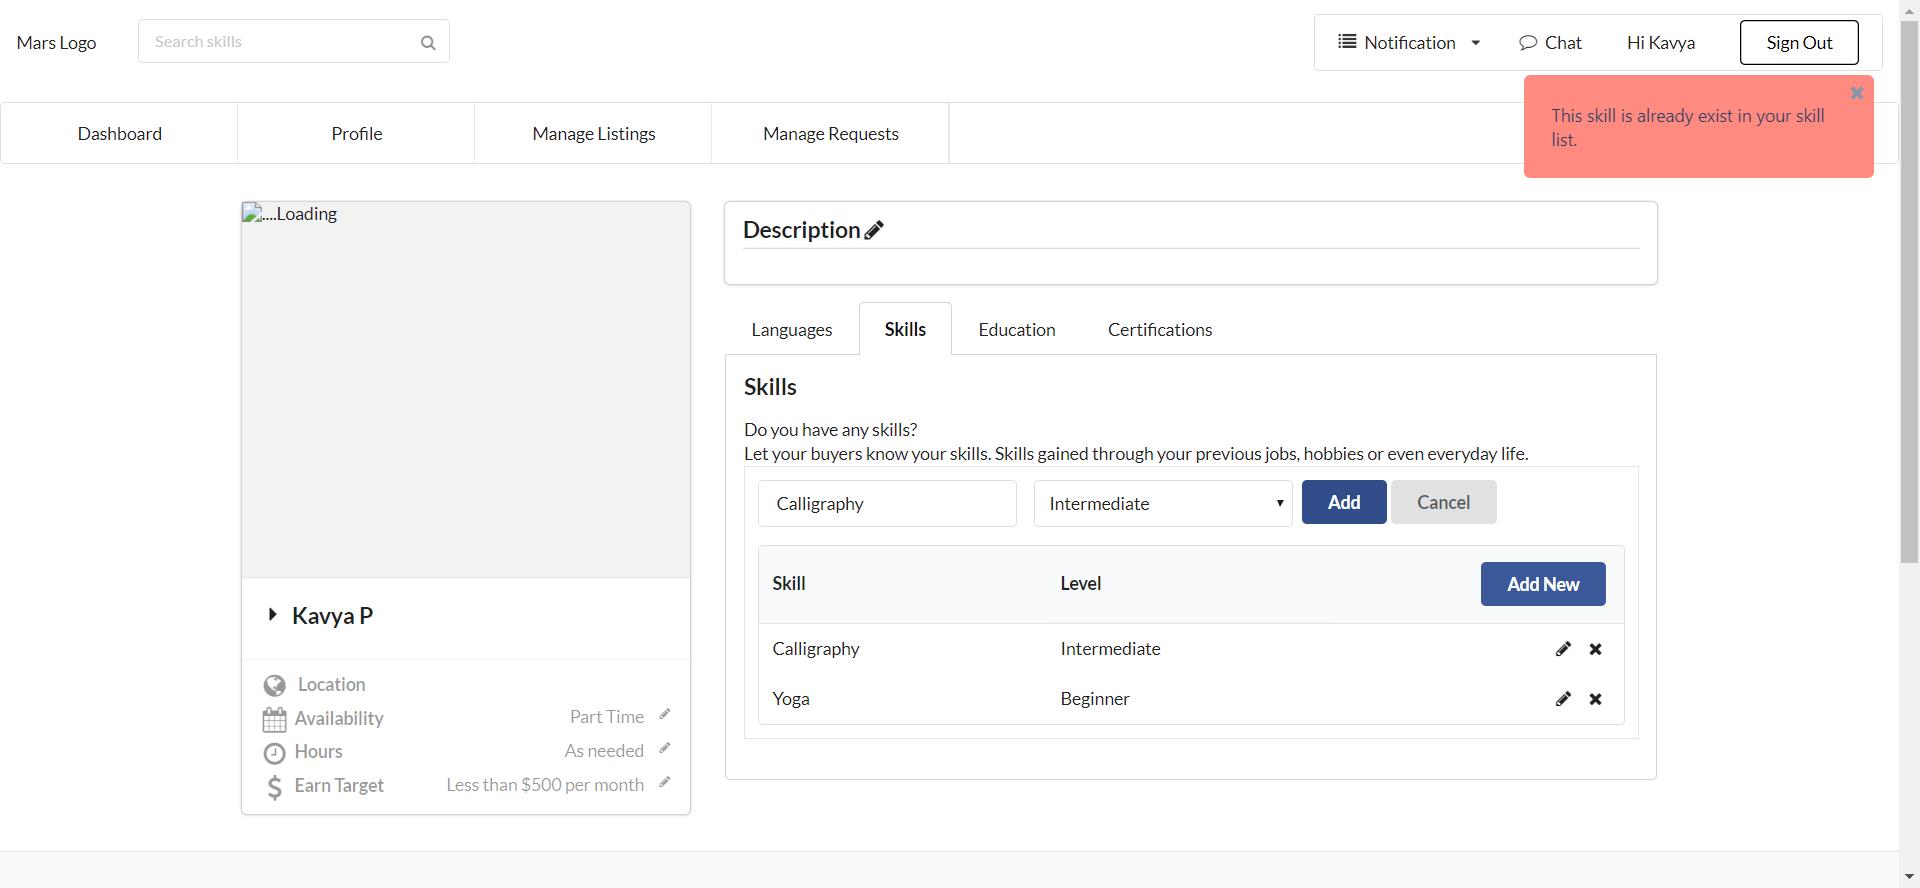 Mars Logo
Search skills
Notification
Chat
Hi Kavya
Sign Out
This skill is already exist in your skill
list.
Dashboard
Profile
Manage Listings
Manage Requests
....Loading
Kavya P
Location
Availability
Part Time
Hours
As needed
Earn Target
Less than $500 per month
Description
Languages
Skills
Education
Certifications
Skills
Do you have any skills?
Let your buyers know your skills. Skills gained through your previous jobs, hobbies or even everyday life.
Calligraphy
Intermediate
Add
Cancel
Skill
Level
Add New
Calligraphy
Intermediate
Yoga
Beginner